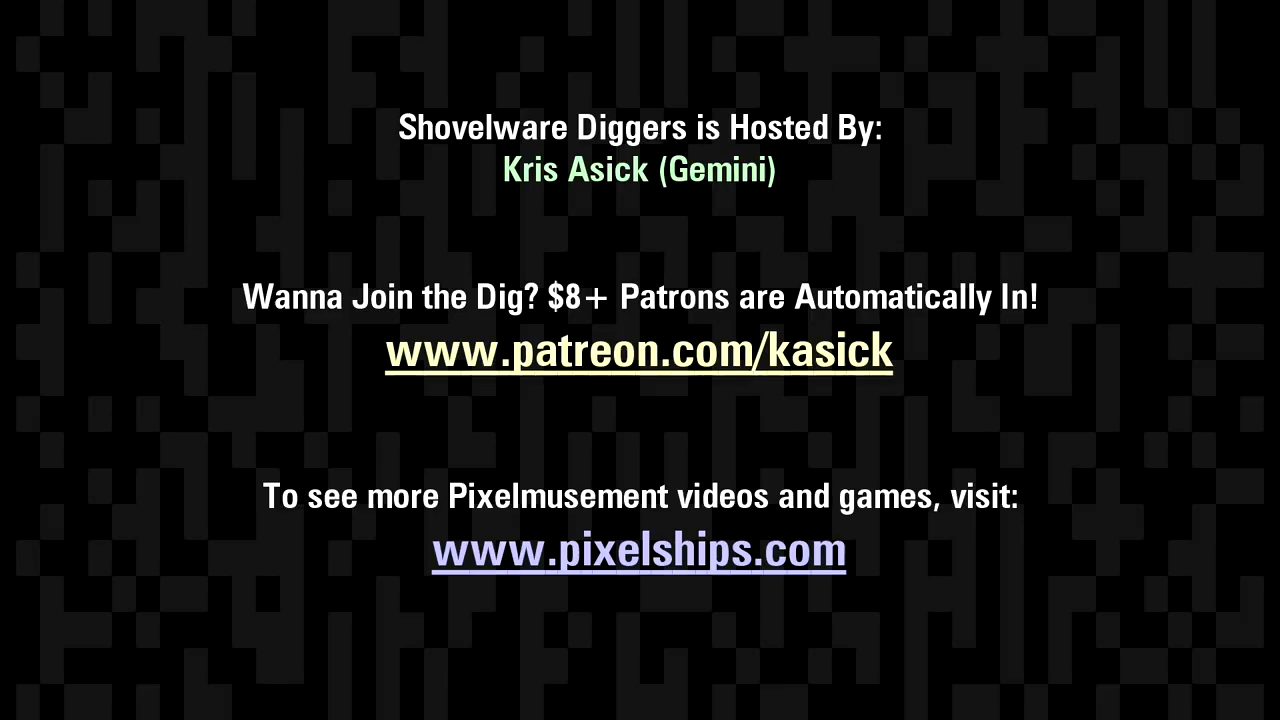 Shovelware Diggers is Hosted By:
Kris Asick (Gemini)
Wanna Join the Dig? $8+ Patrons are Automatically In!
www.patreon.com/kasick
To see more Pixelmusement videos and games, visit:
www.pixelships.com